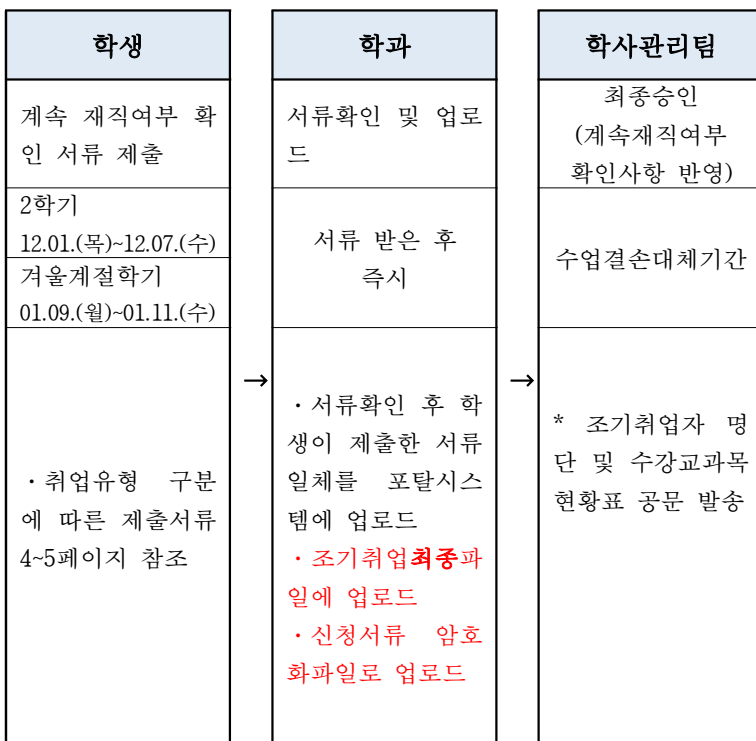 학생
계속 재직여부 확
인 서류 제출
2학기
12.01.(목)~12.07.(수)
겨울계절학기
01.09.(월)~01.11.(수)
·취업유형 구분
에 따른 제출서류
4~5페이지 참조
→
학과
서류확인 및 업로
드
서류 받은 후
즉시
·서류확인 후 학
생이 제출한 서류
일체를 포탈시스
템에 업로드
·조기취업최종파
일에 업로드
·신청서류 암호
화파일로 업로드
→
학사관리팀
최종승인
(계속재직여부
확인사항 반영)
수업결손대체기간
* 조기취업자 명
단 및 수강교과목
현황표 공문 발송